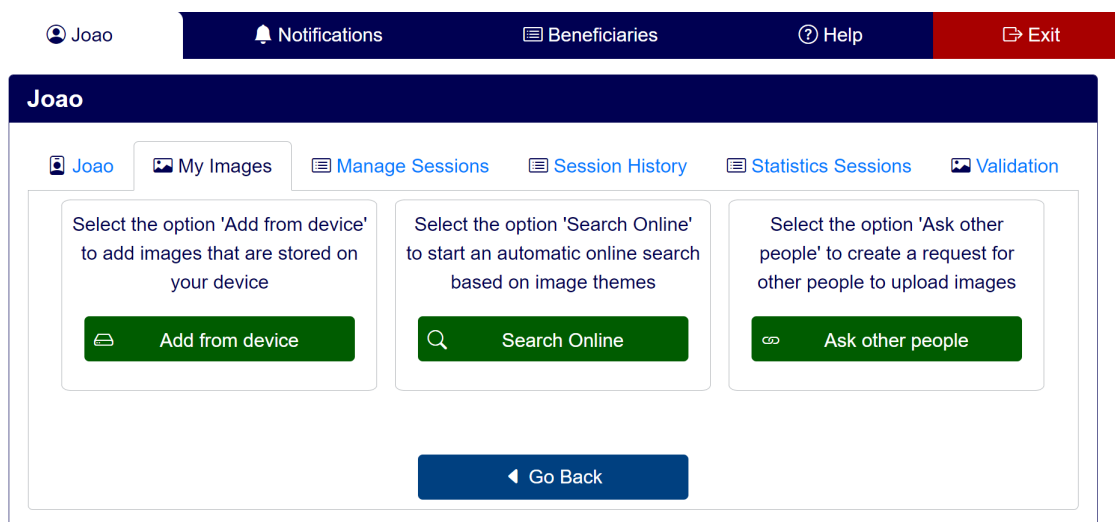 Joao
Notifications
Beneficiaries
Help
Exit
Joao
Joao
My Images
Manage Sessions
Session History
Statistics Sessions
Validation
Select the option 'Add from device'
to add images that are stored on
your device
Add from device
Select the option 'Search Online'
to start an automatic online search
based on image themes
Search Online
Select the option 'Ask other
people' to create a request for
other people to upload images
Ask other people
Go Back